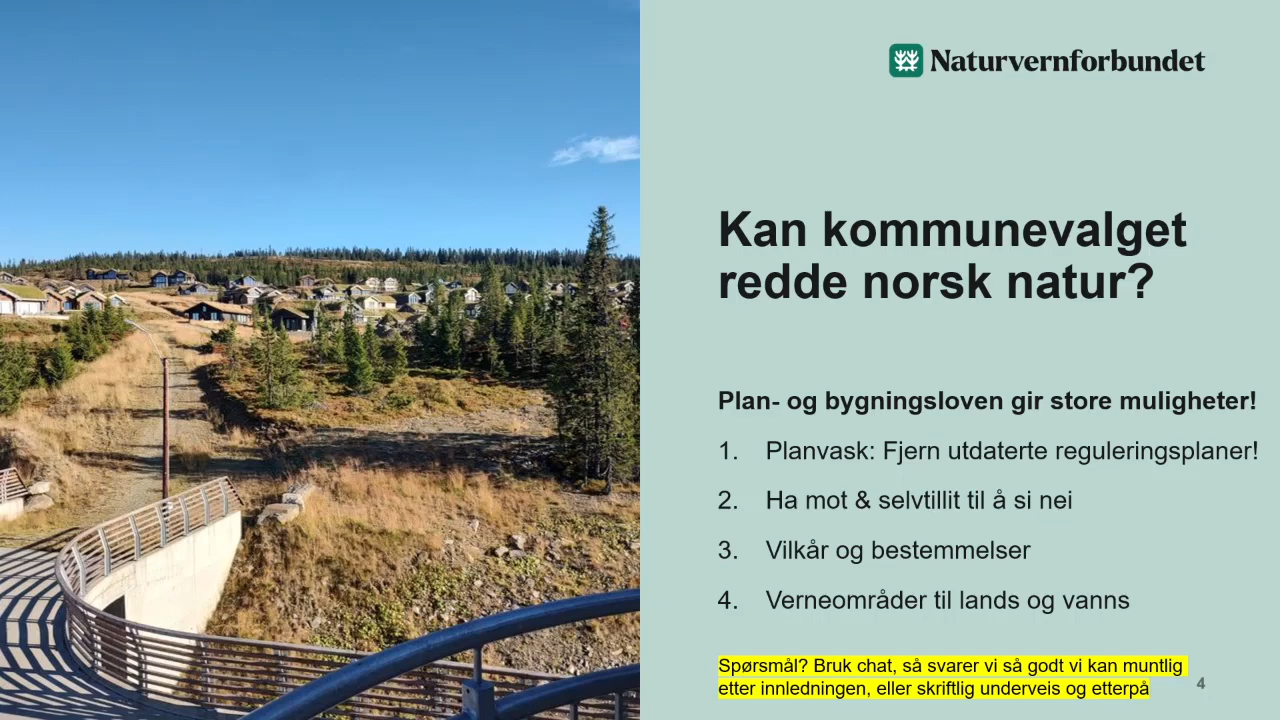 Naturvernforbundet
Kan kommunevalget
redde norsk natur?
Plan- og bygningsloven gir store muligheter!
1. Planvask: Fjern utdaterte reguleringsplaner!
2. Ha mot & selvtillit til å si nei
3. Vilkår og bestemmelser
4. Verneområder til lands og vanns
Spørsmål? Bruk chat, så svarer vi så godt vi kan muntlig
etter innledningen, eller skriftlig underveis og etterpå
4